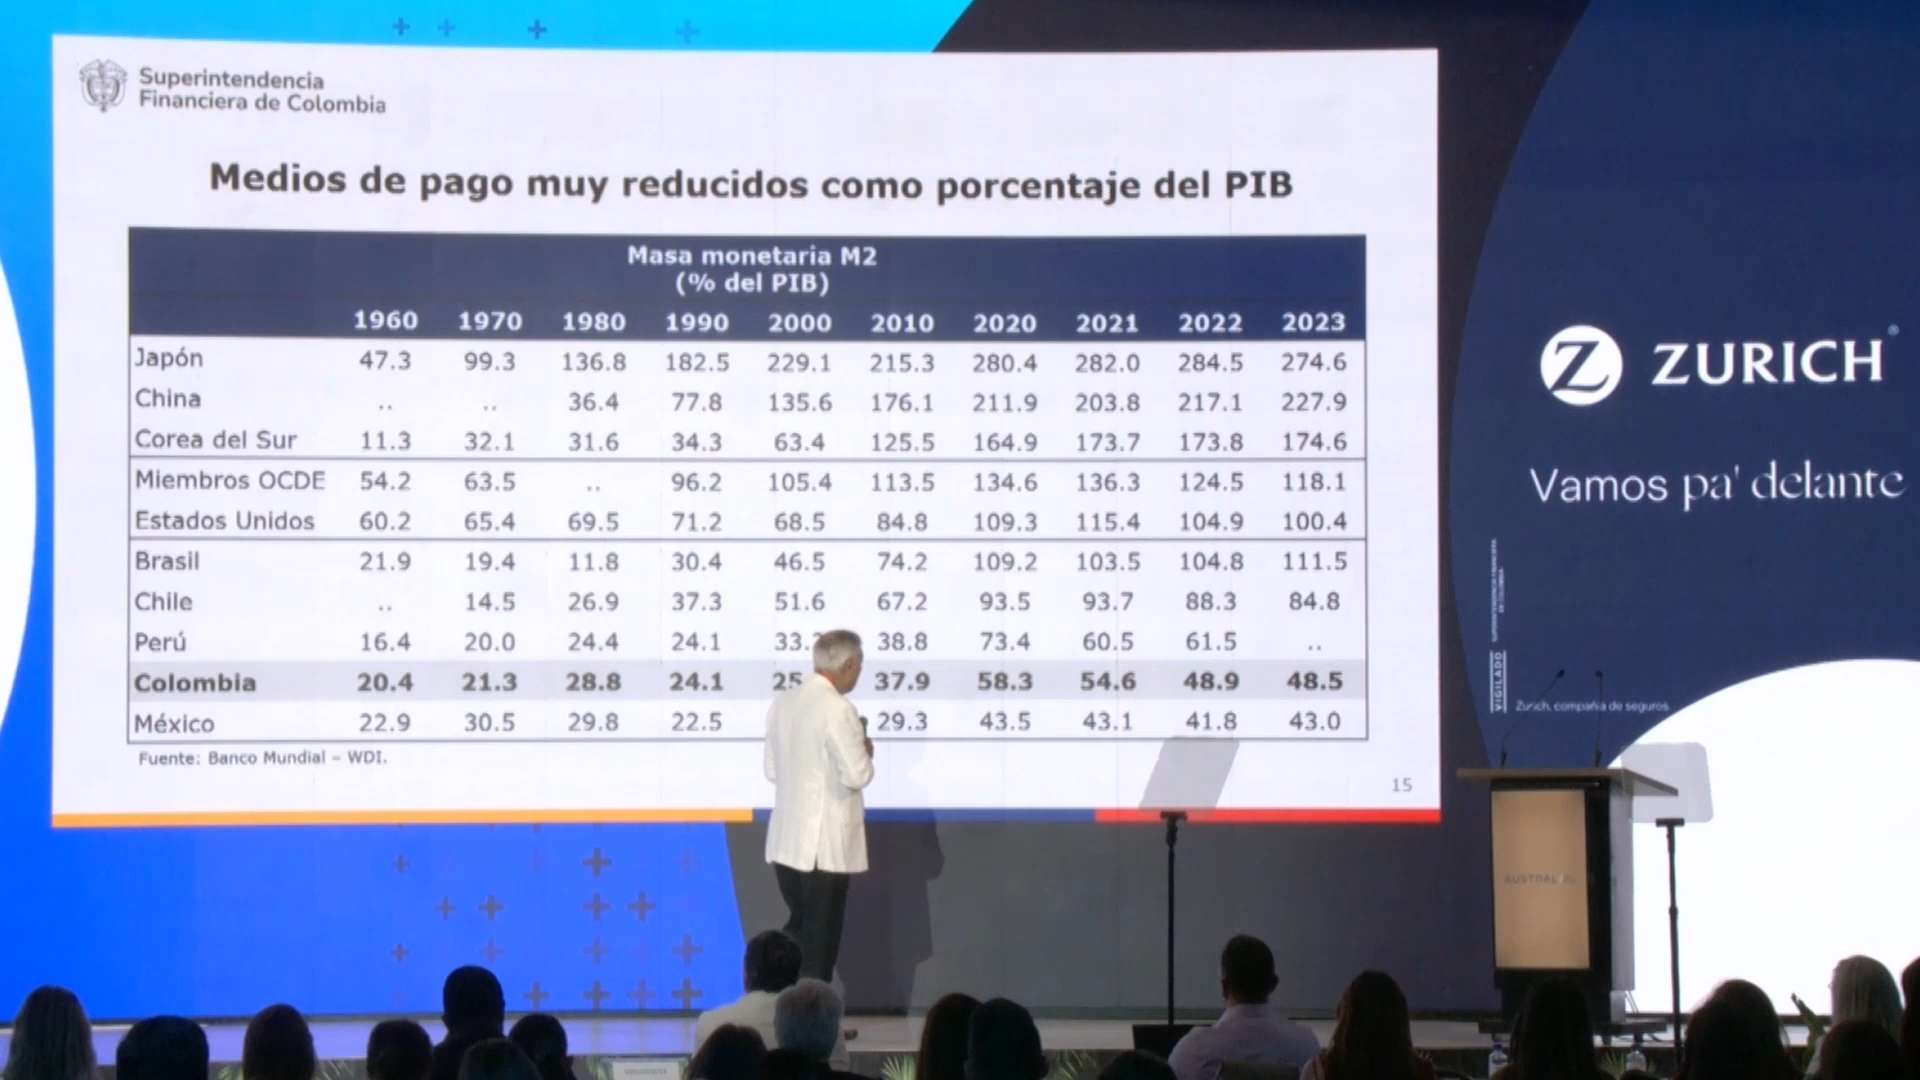 Superintendencia
Financiera de Colombia
Medios de pago muy reducidos como porcentaje del PIB
Masa monetaria M2
(% del PIB)
1960 1970 1980 1990 2000 2010 2020 2021 2022 2023
Japón 47.3 99.3 136.8 182.5 229.1 215.3 280.4 282.0 284.5 274.6
China .. .. 36.4 77.8 135.6 176.1 211.9 203.8 217.1 227.9
Corea del Sur 11.3 32.1 31.6 34.3 63.4 125.5 164.9 173.7 173.8 174.6
Miembros OCDE 54.2 63.5 .. 96.2 105.4 113.5 134.6 136.3 124.5 118.1
Estados Unidos 60.2 65.4 69.5 71.2 68.5 84.8 109.3 115.4 104.9 100.4
Brasil 21.9 19.4 11.8 30.4 46.5 74.2 109.2 103.5 104.8 111.5
Chile .. 14.5 26.9 37.3 51.6 67.2 93.5 93.7 88.3 84.8
Perú 16.4 20.0 24.4 24.1 38.8 73.4 60.5 61.5 ..
Colombia 20.4 21.3 28.8 24.1 37.9 58.3 54.6 48.9 48.5
México 22.9 30.5 29.8 22.5 29.3 43.5 43.1 41.8 43.0
Fuente: Banco Mundial – WDI.
15
Z ZURICH®
Vamos pa' delante
VIGILADO SUPERINTENDENCIA FINANCIERA
DE COLOMBIA
Zurich, compañía de seguros.